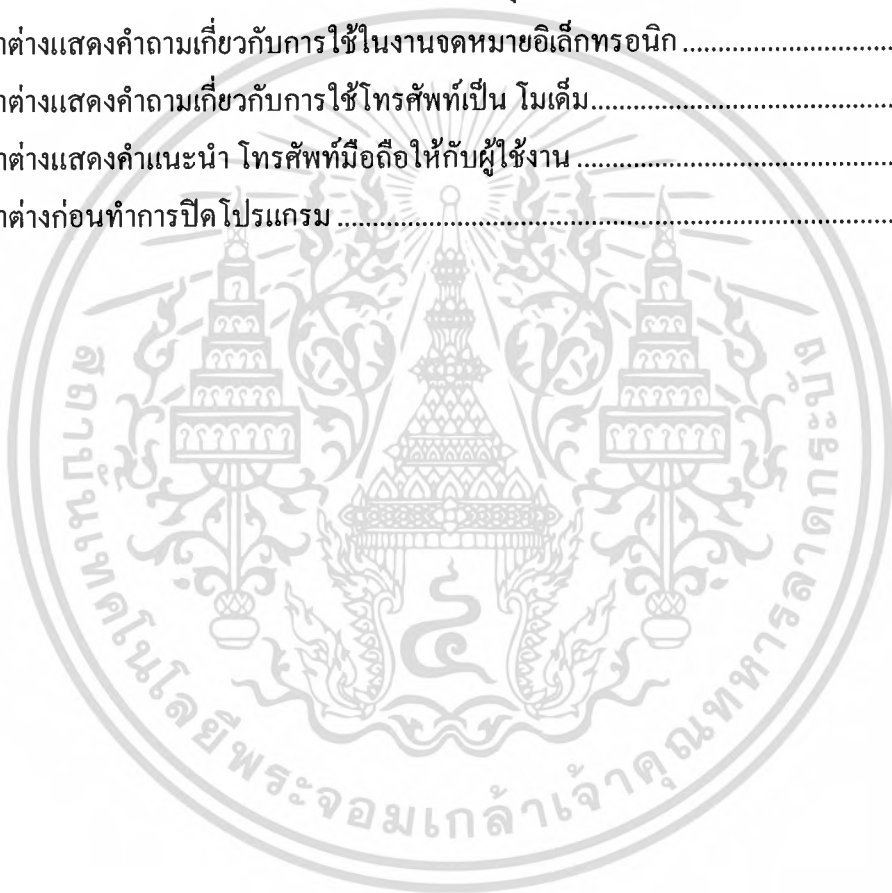 าต่างแสดงคำถามเกี่ยวกับการใช้ในงานจดหมายอิเล็กทรอนิก
าต่างแสดงคำถามเกี่ยวกับการใช้โทรศัพท์เป็น โมเด็ม
าต่างแสดงคำแนะนำ โทรศัพท์มือถือให้กับผู้ใช้งาน
าต่างก่อนทำการปิดโปรแกรม
สถาบันเทคโนโลยีพระจอมเกล้าเจ้าคุณทหารลาดกระบัง